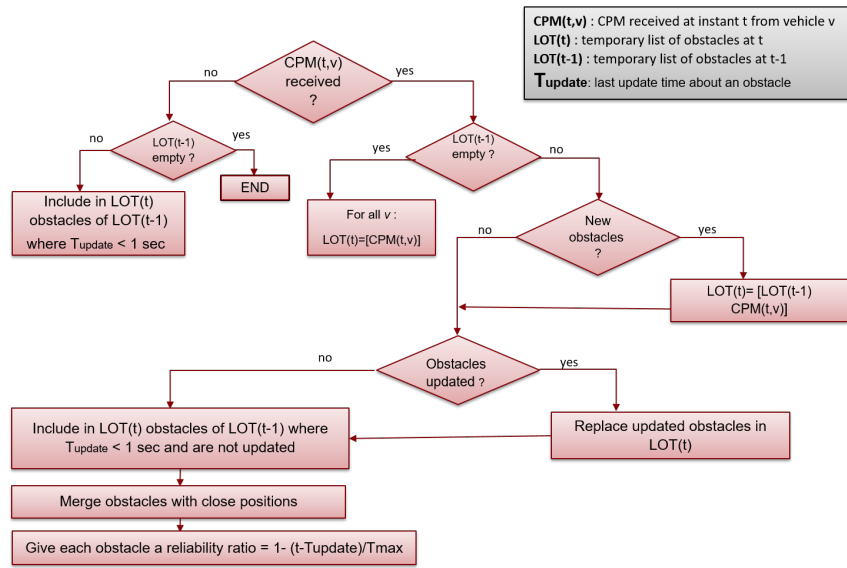 CPM(t,v) : CPM received at instant t from vehicle v
LOT(t) : temporary list of obstacles at t
LOT(t-1) : temporary list of obstacles at t-1
Tupdate: last update time about an obstacle
CPM(t,v)
received
?
no
yes
LOT(t-1)
empty ?
no
yes
LOT(t-1)
empty ?
yes
no
Include in LOT(t)
obstacles of LOT(t-1)
where Tupdate < 1 sec
END
For all v :
LOT(t)=[CPM(t,v)]
New
obstacles
?
no
yes
LOT(t)= [LOT(t-1)
CPM(t,v)]
Obstacles
updated ?
no
yes
Include in LOT(t) obstacles of LOT(t-1) where
Tupdate < 1 sec and are not updated
Replace updated obstacles in
LOT(t)
Merge obstacles with close positions
Give each obstacle a reliability ratio = 1- (t-Tupdate)/Tmax